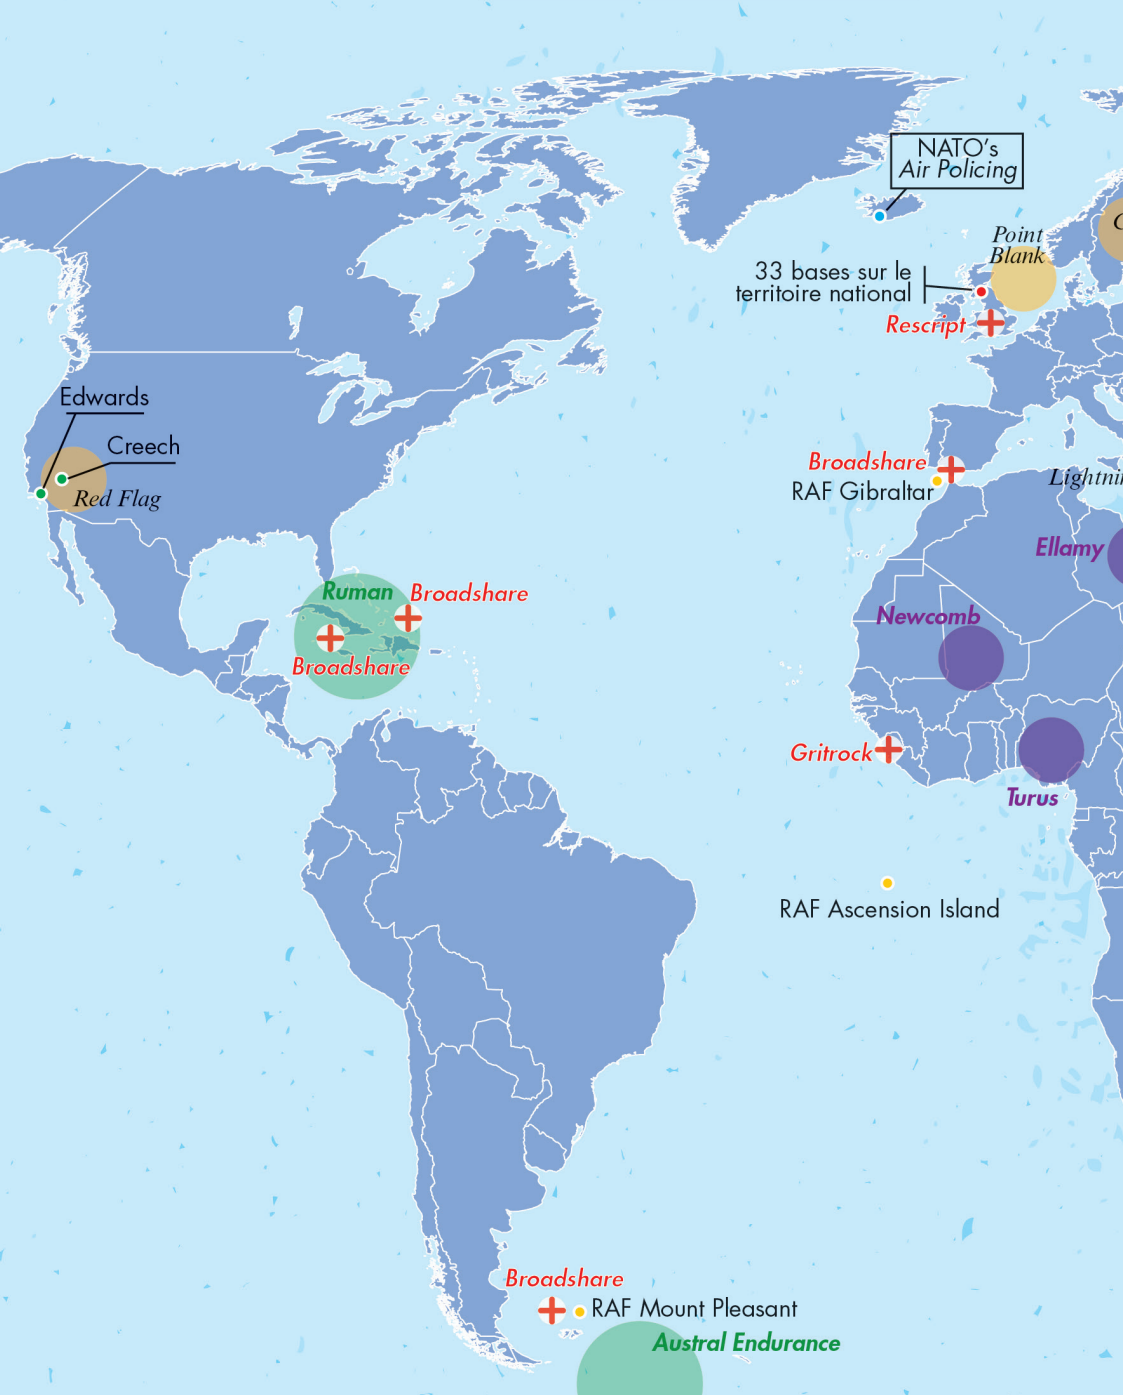 NATO's
Air Policing
Point
Blank
33 bases sur le
territoire national
Rescript
Edwards
Creech
Red Flag
Broadshare
RAF Gibraltar
Ellamy
Ruman
Broadshare
Newcomb
Broadshare
Gritrock
Turus
RAF Ascension Island
Broadshare
RAF Mount Pleasant
Austral Endurance